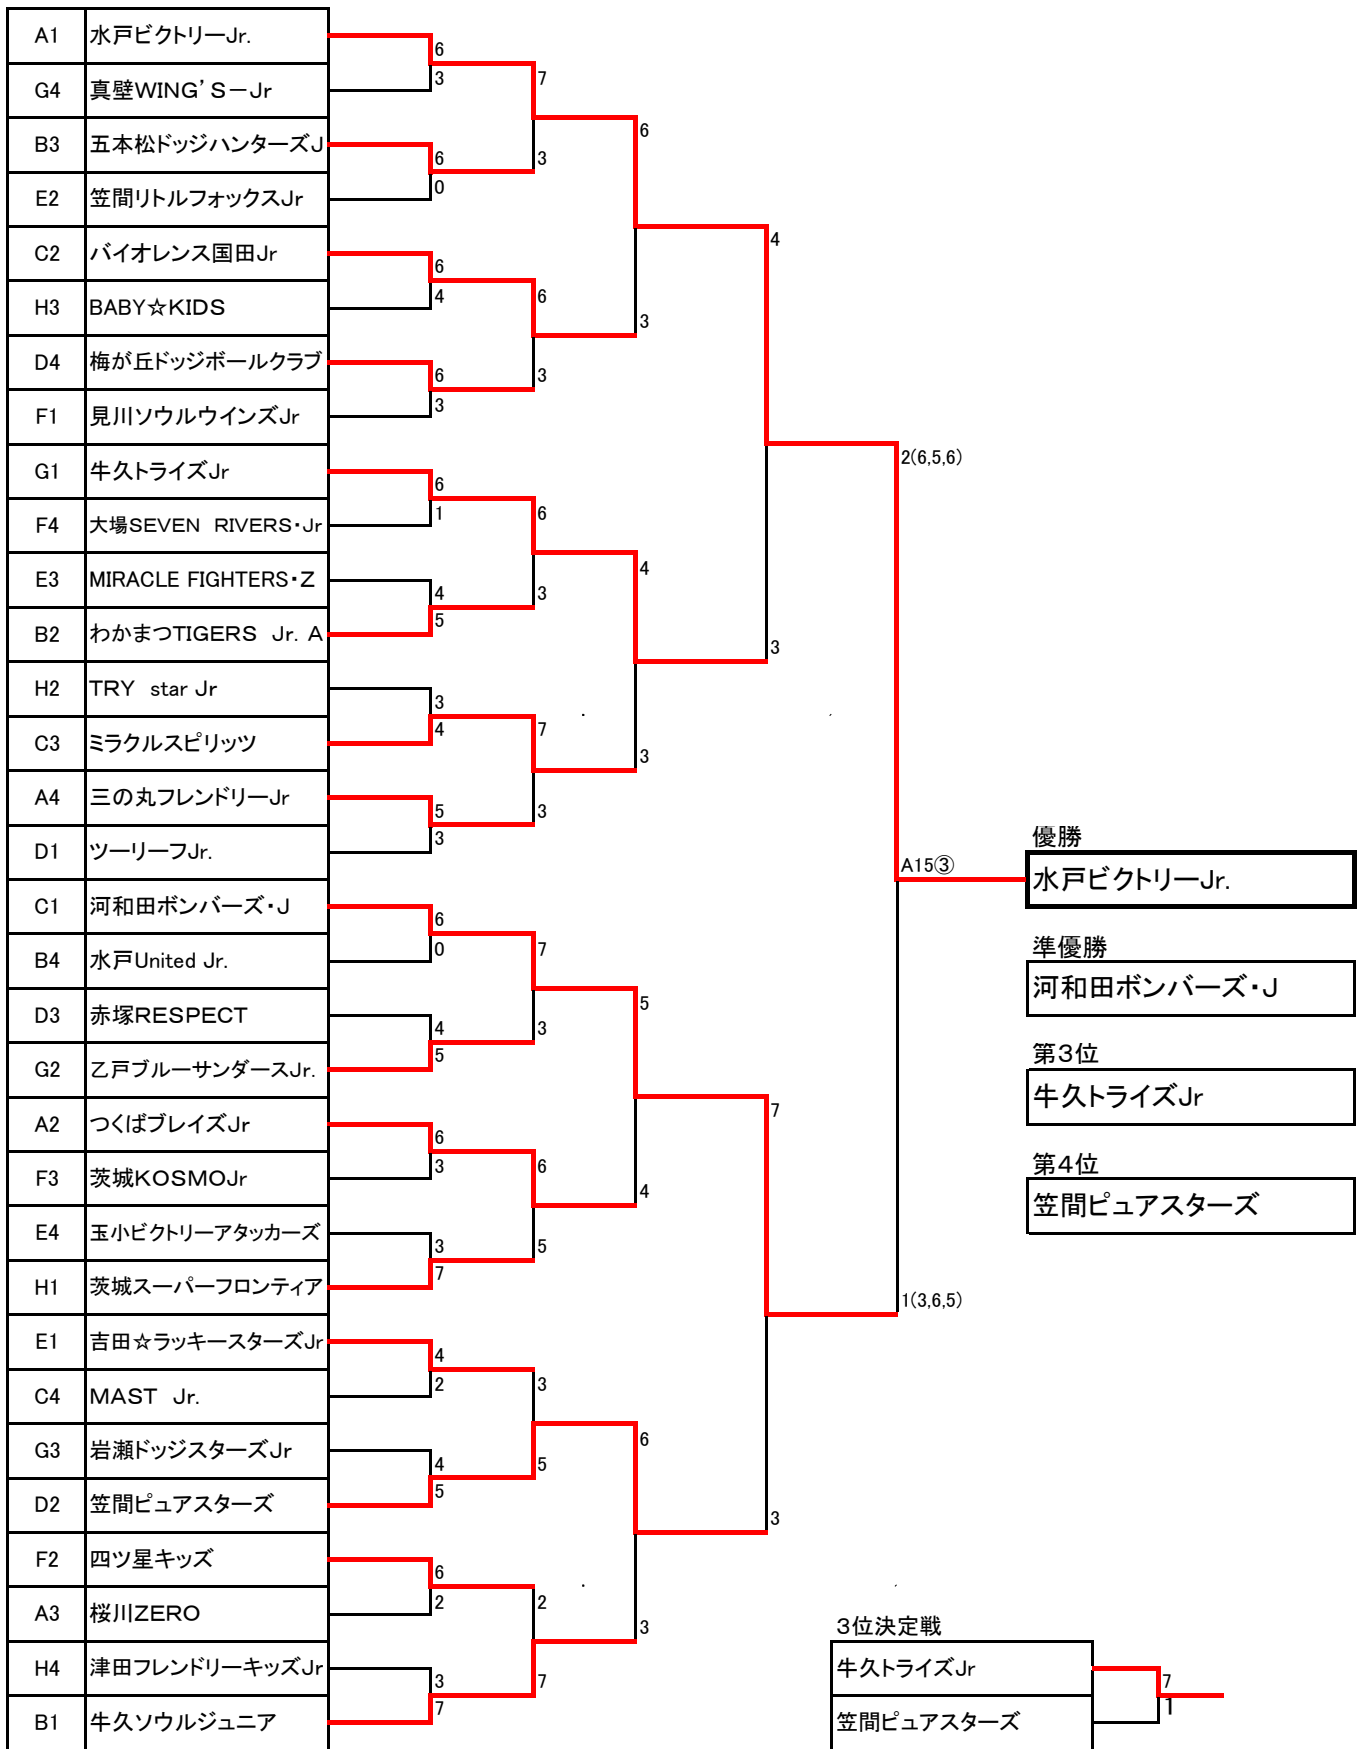 A1 水戸ビクトリーJr.
G4 真壁WING'S－Jr
B3 五本松ドッジハンターズJ
E2 笠間リトルフォックスJr
C2 バイオレンス国田Jr
H3 BABY☆KIDS
D4 梅が丘ドッジボールクラブ
F1 見川ソウルウインズJr
G1 牛久トライズJr
F4 大場SEVEN RIVERS・Jr
E3 MIRACLE FIGHTERS・Z
B2 わかまつTIGERS Jr. A
H2 TRY star Jr
C3 ミラクルスピリッツ
A4 三の丸フレンドリーJr
D1 ツーリーフJr.
C1 河和田ボンバーズ・J
B4 水戸United Jr.
D3 赤塚RESPECT
G2 乙戸ブルーサンダースJr.
A2 つくばブレイズJr
F3 茨城KOSMOJr
E4 玉小ビクトリーアタッカーズ
H1 茨城スーパーフロンティア
E1 吉田☆ラッキースターズJr
C4 MAST Jr.
G3 岩瀬ドッジスターズJr
D2 笠間ピュアスターズ
F2 四ツ星キッズ
A3 桜川ZERO
H4 津田フレンドリーキッズJr
B1 牛久ソウルジュニア
6
3
6
0
6
4
6
3
6
1
4
5
3
4
5
3
6
0
4
5
6
3
3
7
4
2
4
5
6
2
3
7
7
3
6
3
6
3
7
3
7
3
6
5
3
5
2
7
6
3
4
3
5
4
6
3
4
3
7
3
2(6,5,6)
A15③
1(3,6,5)
優勝
水戸ビクトリーJr.
準優勝
河和田ボンバーズ・J
第3位
牛久トライズJr
第4位
笠間ピュアスターズ
3位決定戦
牛久トライズJr
笠間ピュアスターズ
7
1